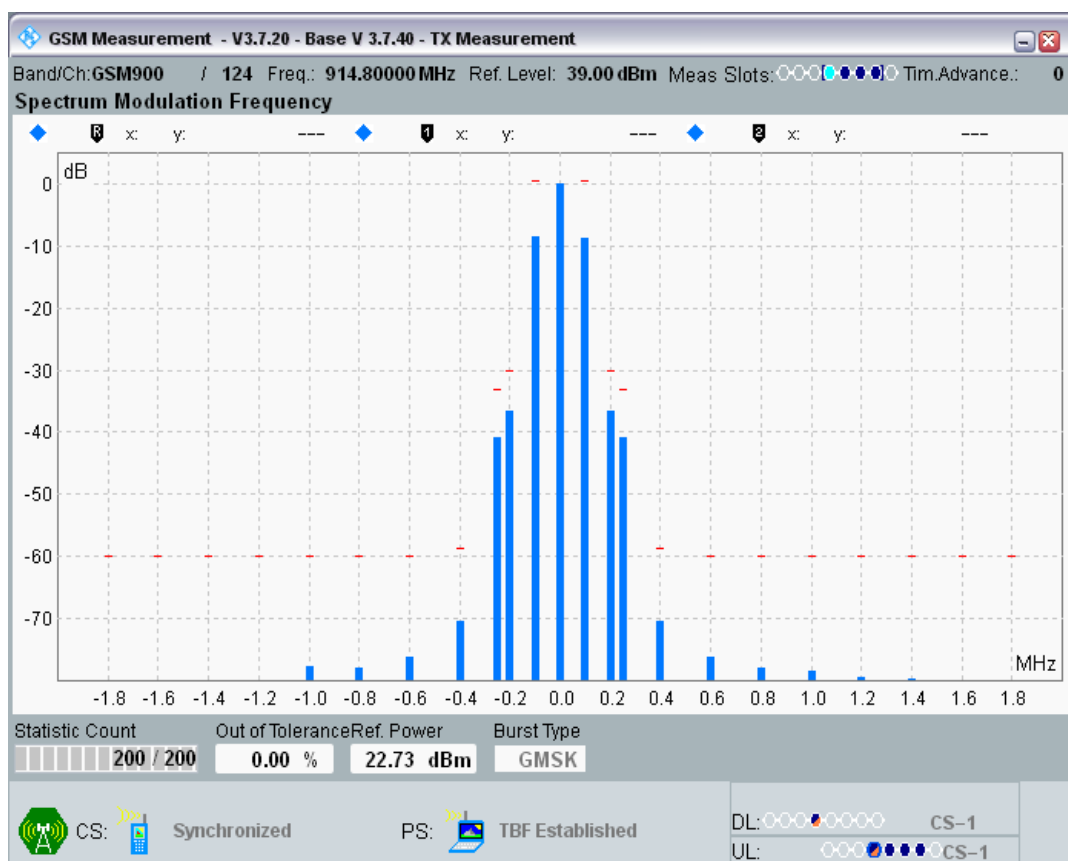 GSM Measurement - V3.7.20 - Base V 3.7.40 - TX Measurement
Band/Ch:GSM900 / 124 Freq.: 914.80000 MHz Ref. Level: 39.00 dBm Meas Slots: Tim.Advance.: 0
Spectrum Modulation Frequency
R x: y: --- 1 x: y: --- 2 x: y: ---
dB
0
-10
-20
-30
-40
-50
-60
-70
MHz
-1.8 -1.6 -1.4 -1.2 -1.0 -0.8 -0.6 -0.4 -0.2 0.0 0.2 0.4 0.6 0.8 1.0 1.2 1.4 1.6 1.8
Statistic Count Out of Tolerance Ref. Power Burst Type
200 / 200 0.00 % 22.73 dBm GMSK
CS: Synchronized PS: TBF Established DL: CS-1
UL: CS-1